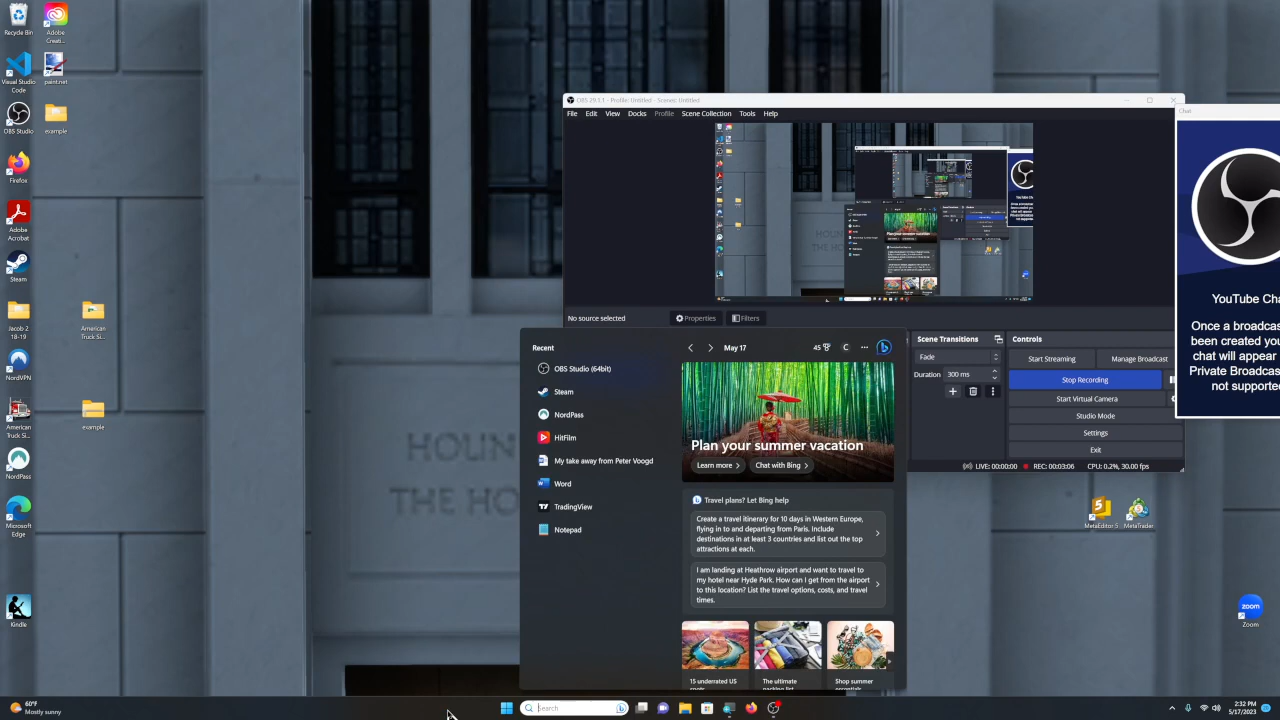 Recycle Bin
Adobe
Creati...
Visual Studio
Code
paint.net
OBS Studio
example
Firefox
Adobe
Acrobat
Steam
Jacob 2
18-19
American
Truck Si...
NordVPN
American
Truck Si...
example
NordPass
Microsoft
Edge
Kindle
HOUN
THE HO
OBS 29.1.1 - Profile: Untitled - Scenes: Untitled
File Edit View Docks Profile Scene Collection Tools Help
No source selected
Properties
Filters
Scene Transitions
Fade
Duration 300 ms
Controls
Start Streaming
Manage Broadcast
Stop Recording
Start Virtual Camera
Studio Mode
Settings
Exit
LIVE: 00:00:00 REC: 00:03:06 CPU: 0.2%, 30.00 fps
Chat
YouTube Cha
Once a broadcas
been created you
chat will appear
Private Broadcas
not supported
Recent
OBS Studio (64bit)
Steam
NordPass
HitFilm
My take away from Peter Voogd
Word
TradingView
Notepad
May 17
45
C
Plan your summer vacation
Learn more
Chat with Bing
Travel plans? Let Bing help
Create a travel itinerary for 10 days in Western Europe,
flying in to and departing from Paris. Include
destinations in at least 3 countries and list out the top
attractions at each.
I am landing at Heathrow airport and want to travel to
my hotel near Hyde Park. How can I get from the airport
to this location? List the travel options, costs, and travel
times.
15 underrated US
spots
The ultimate
packing list
Shop summer
essentials
MetaEditor 5
MetaTrader
zoom
Zoom
60°F
Mostly sunny
Search
2:32 PM
5/17/2023